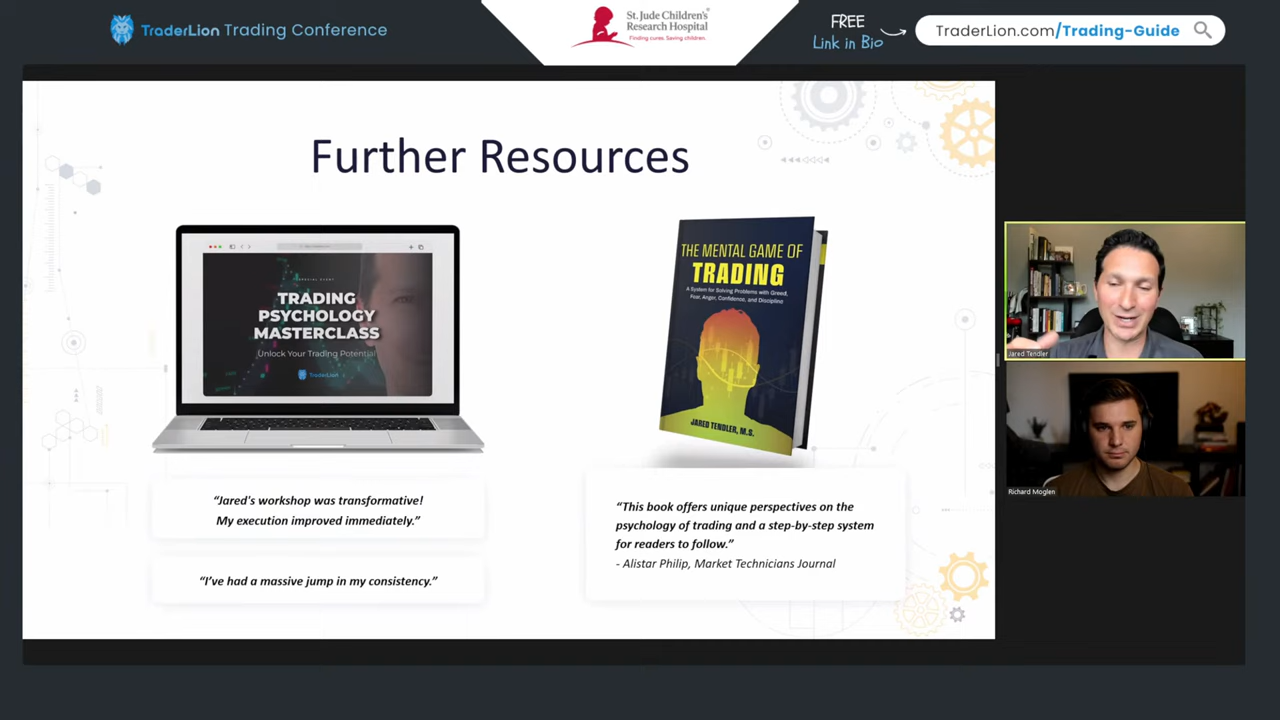 TraderLion Trading Conference
St. Jude Children's®
Research Hospital
Finding cures. Saving children.
FREE
Link in Bio
TraderLion.com/Trading-Guide
Further Resources
TRADING
PSYCHOLOGY
MASTERCLASS
Unlock Your Trading Potential
TraderLion
THE MENTAL GAME OF
TRADING
A System for Solving Problems with Greed,
Fear, Anger, Confidence, and Discipline
JARED TENDLER, M.S.
“Jared's workshop was transformative!
My execution improved immediately.”
“I’ve had a massive jump in my consistency.”
“This book offers unique perspectives on the
psychology of trading and a step-by-step system
for readers to follow.”
- Alistar Philip, Market Technicians Journal
Jared Tendler
Richard Moglen